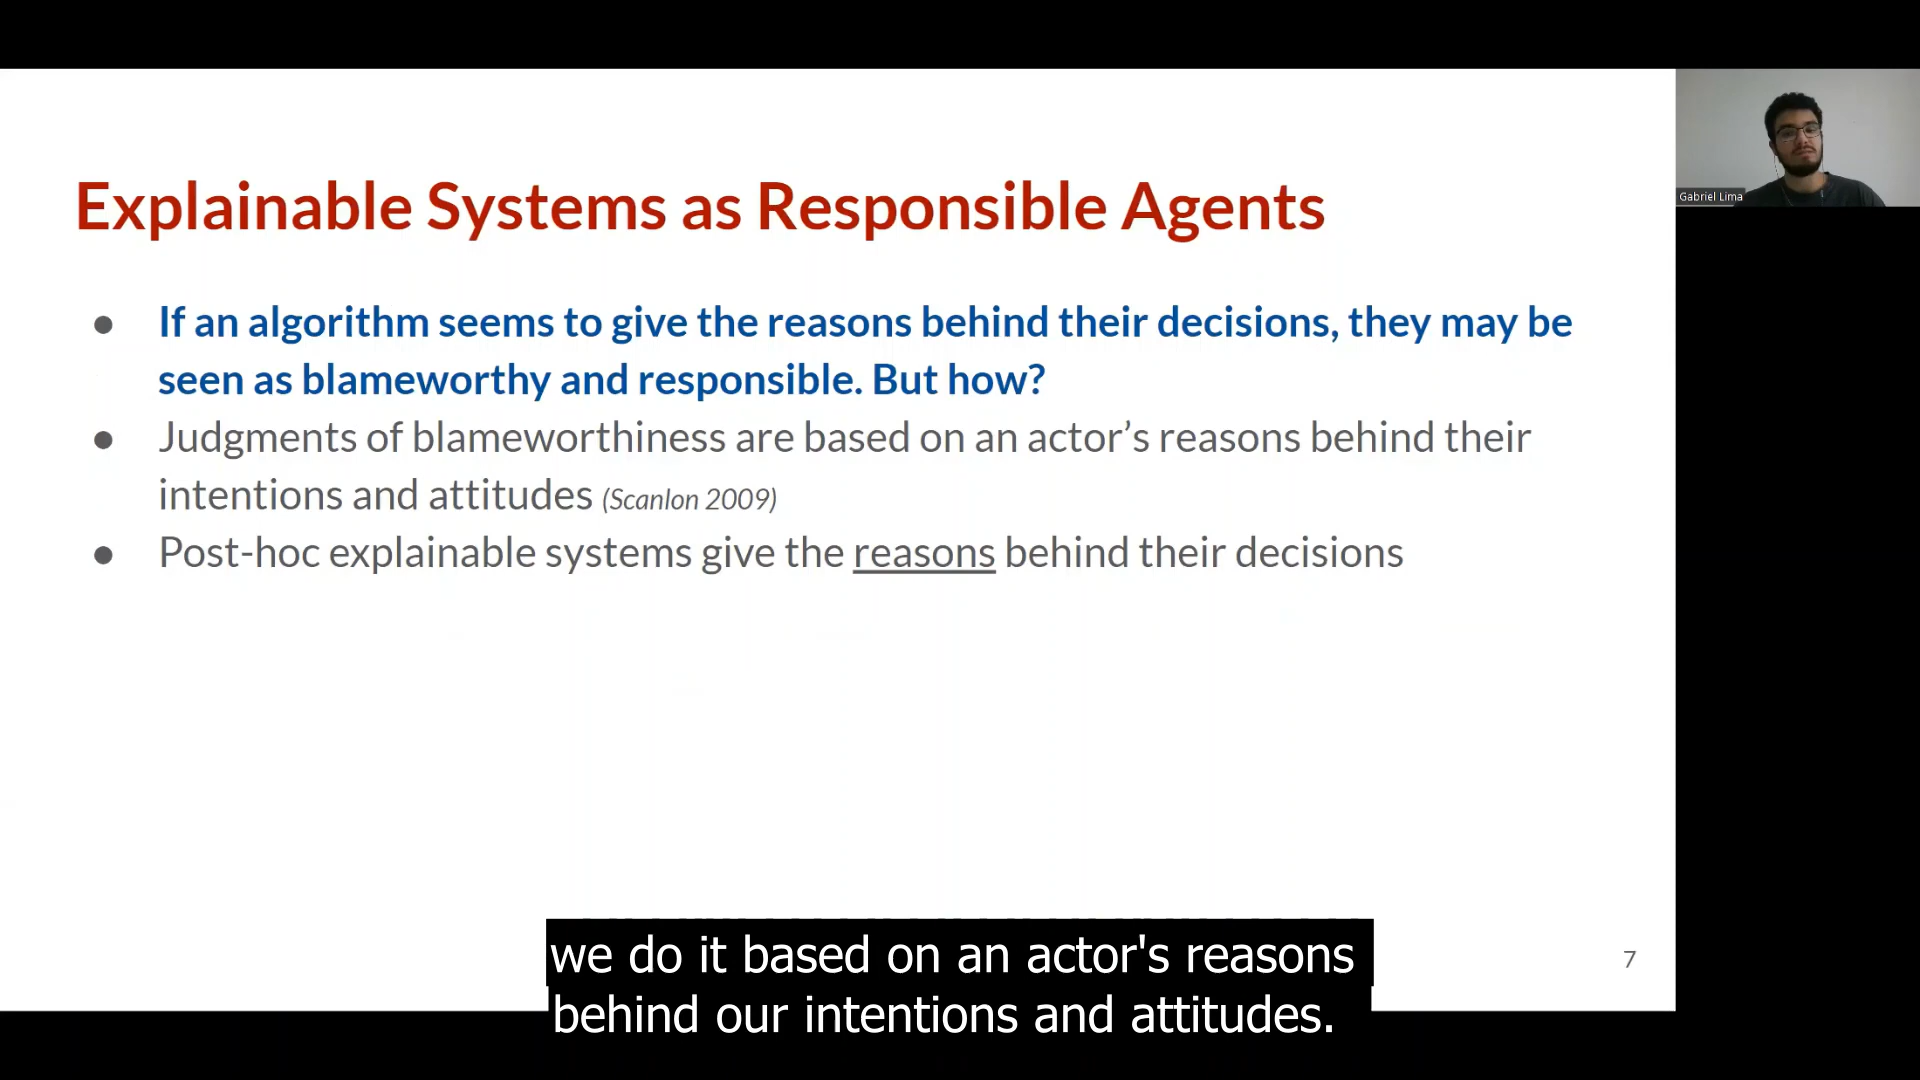 Explainable Systems as Responsible Agents
● If an algorithm seems to give the reasons behind their decisions, they may be
seen as blameworthy and responsible. But how?
● Judgments of blameworthiness are based on an actor’s reasons behind their
intentions and attitudes (Scanlon 2009)
● Post-hoc explainable systems give the reasons behind their decisions
Gabriel Lima
we do it based on an actor's reasons
behind our intentions and attitudes.
7